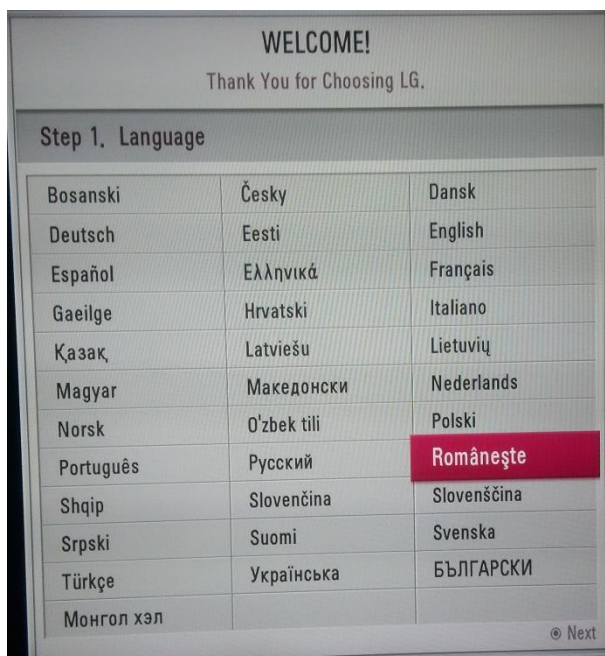 WELCOME!
Thank You for Choosing LG.
Step 1. Language
Bosanski Česky Dansk
Deutsch Eesti English
Español Ελληνικά Français
Gaeilge Hrvatski Italiano
Қазақ Latviešu Lietuvių
Magyar Македонски Nederlands
Norsk O'zbek tili Polski
Português Русский Româneşte
Shqip Slovenčina Slovenščina
Srpski Suomi Svenska
Türkçe Українська БЪЛГАРСКИ
Монгол хэл
◉ Next